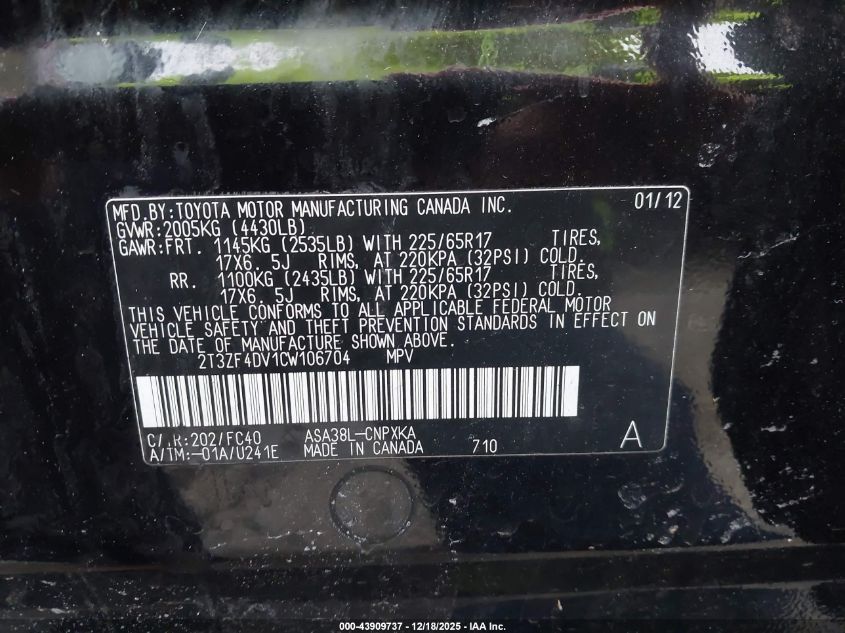 MFD.BY:TOYOTA MOTOR MANUFACTURING CANADA INC. 01/12
GVWR:2005KG (4430LB)
GAWR:FRT. 1145KG (2535LB) WITH 225/65R17 TIRES,
17X6. 5J RIMS, AT 220KPA (32PSI) COLD.
RR. 1100KG (2435LB) WITH 225/65R17 TIRES,
17X6. 5J RIMS, AT 220KPA (32PSI) COLD.
THIS VEHICLE CONFORMS TO ALL APPLICABLE FEDERAL MOTOR
VEHICLE SAFETY AND THEFT PREVENTION STANDARDS IN EFFECT ON
THE DATE OF MANUFACTURE SHOWN ABOVE.
2T3ZF4DV1CW106704 MPV
C/TR:202/FC40 ASA38L-CNPXKA
A/TM:-01A/U241E MADE IN CANADA 710 A
000-43909737 - 12/18/2025 - IAA Inc.